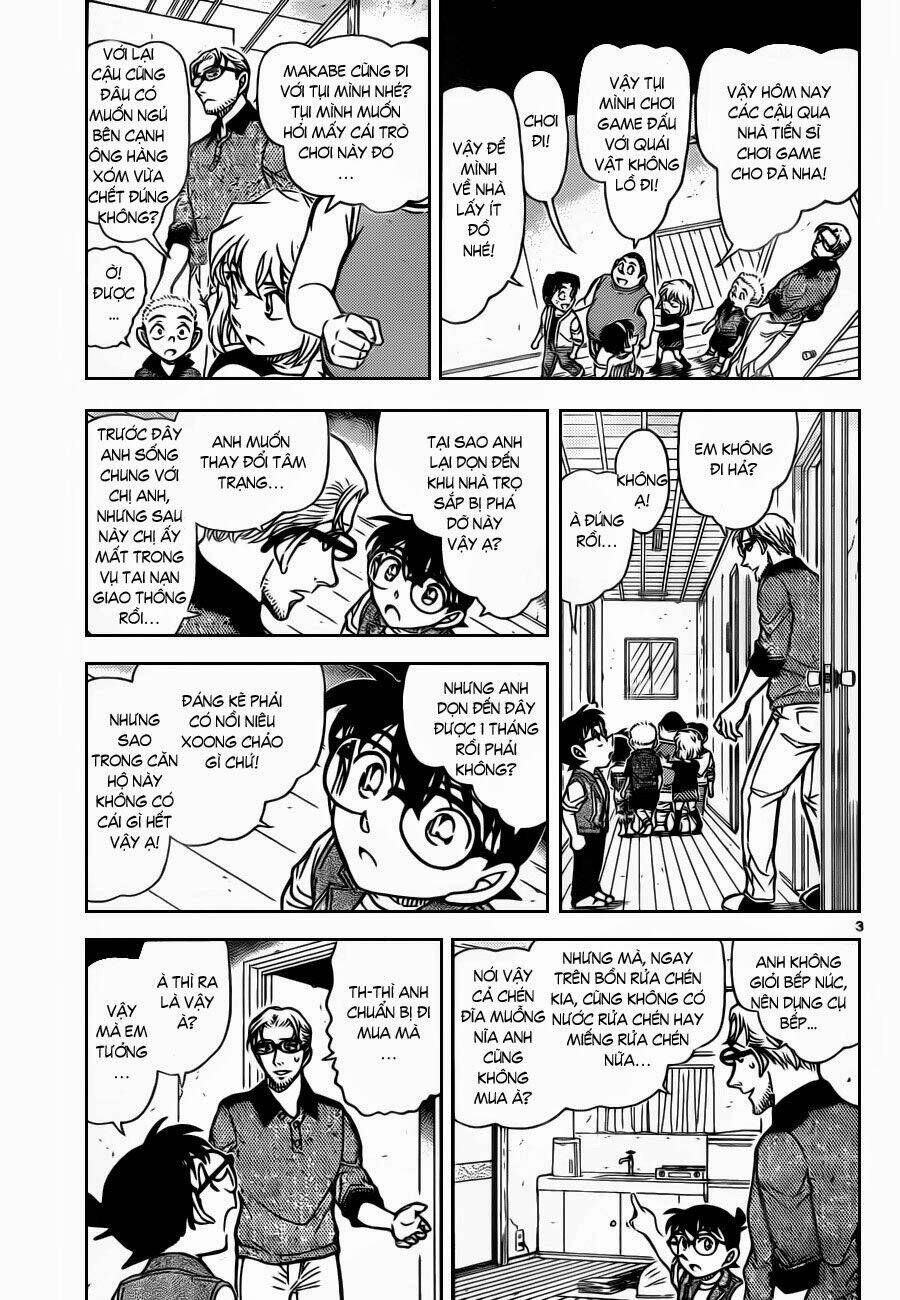 VẬY HÔM NAY
CÁC CẬU QUA
NHÀ TIẾN SĨ
CHƠI GAME
CHO ĐÃ NHA!
VẬY TỤI
MÌNH CHƠI
GAME ĐẤU
VỚI QUÁI
VẬT KHỔNG
LỒ ĐI!
CHƠI
ĐI!
VẬY ĐỂ
MÌNH
VỀ NHÀ
LẤY ÍT
ĐỒ NHÉ!
MAKABE CŨNG ĐI
VỚI TỤI MÌNH NHÉ?
TỤI MÌNH MUỐN
HỎI MẤY CÁI TRÒ
CHƠI NÀY ĐÓ
...
VỚI LẠI
CẬU CŨNG
ĐÂU CÓ
MUỐN NGỦ
BÊN CẠNH
ÔNG HÀNG
XÓM VỪA
CHẾT ĐÚNG
KHÔNG?
Ờ!
ĐƯỢC
...
EM KHÔNG
ĐI HẢ?
KHÔNG
Ạ!
À ĐÚNG
RỒI...
TẠI SAO ANH
LẠI DỌN ĐẾN
KHU NHÀ TRỌ
SẮP BỊ PHÁ
DỠ NÀY
VẬY Ạ?
ANH MUỐN
THAY ĐỔI TÂM
TRẠNG...
TRƯỚC ĐÂY
ANH SỐNG
CHUNG VỚI
CHỊ ANH,
NHƯNG SAU
NÀY CHỊ ẤY
MẤT TRONG
VỤ TAI NẠN
GIAO THÔNG
RỒI...
NHƯNG ANH
DỌN ĐẾN ĐÂY
ĐƯỢC 1 THÁNG
RỒI PHẢI
KHÔNG?
ĐÁNG KẼ PHẢI
CÓ NỒI NIÊU
XOONG CHẢO
GÌ CHỨ!
NHƯNG
SAO
TRONG CĂN
HỘ NÀY
KHÔNG CÓ
CÁI GÌ HẾT
VẬY Ạ!
3
ANH KHÔNG
GIỎI BẾP NÚC,
NÊN DỤNG CỤ
BẾP...
NHƯNG MÀ, NGAY
TRÊN BỒN RỬA CHÉN
KIA, CŨNG KHÔNG CÓ
NƯỚC RỬA CHÉN HAY
MIẾNG RỬA CHÉN
NỮA...
NÓI VẬY
CẢ CHÉN
ĐĨA MUỖNG
NĨA ANH
CŨNG
KHÔNG
MUA À?
TH-THÌ ANH
CHUẨN BỊ ĐI
MUA MÀ
...
À THÌ RA
LÀ VẬY
À?
VẬY
MÀ EM
TƯỞNG
...